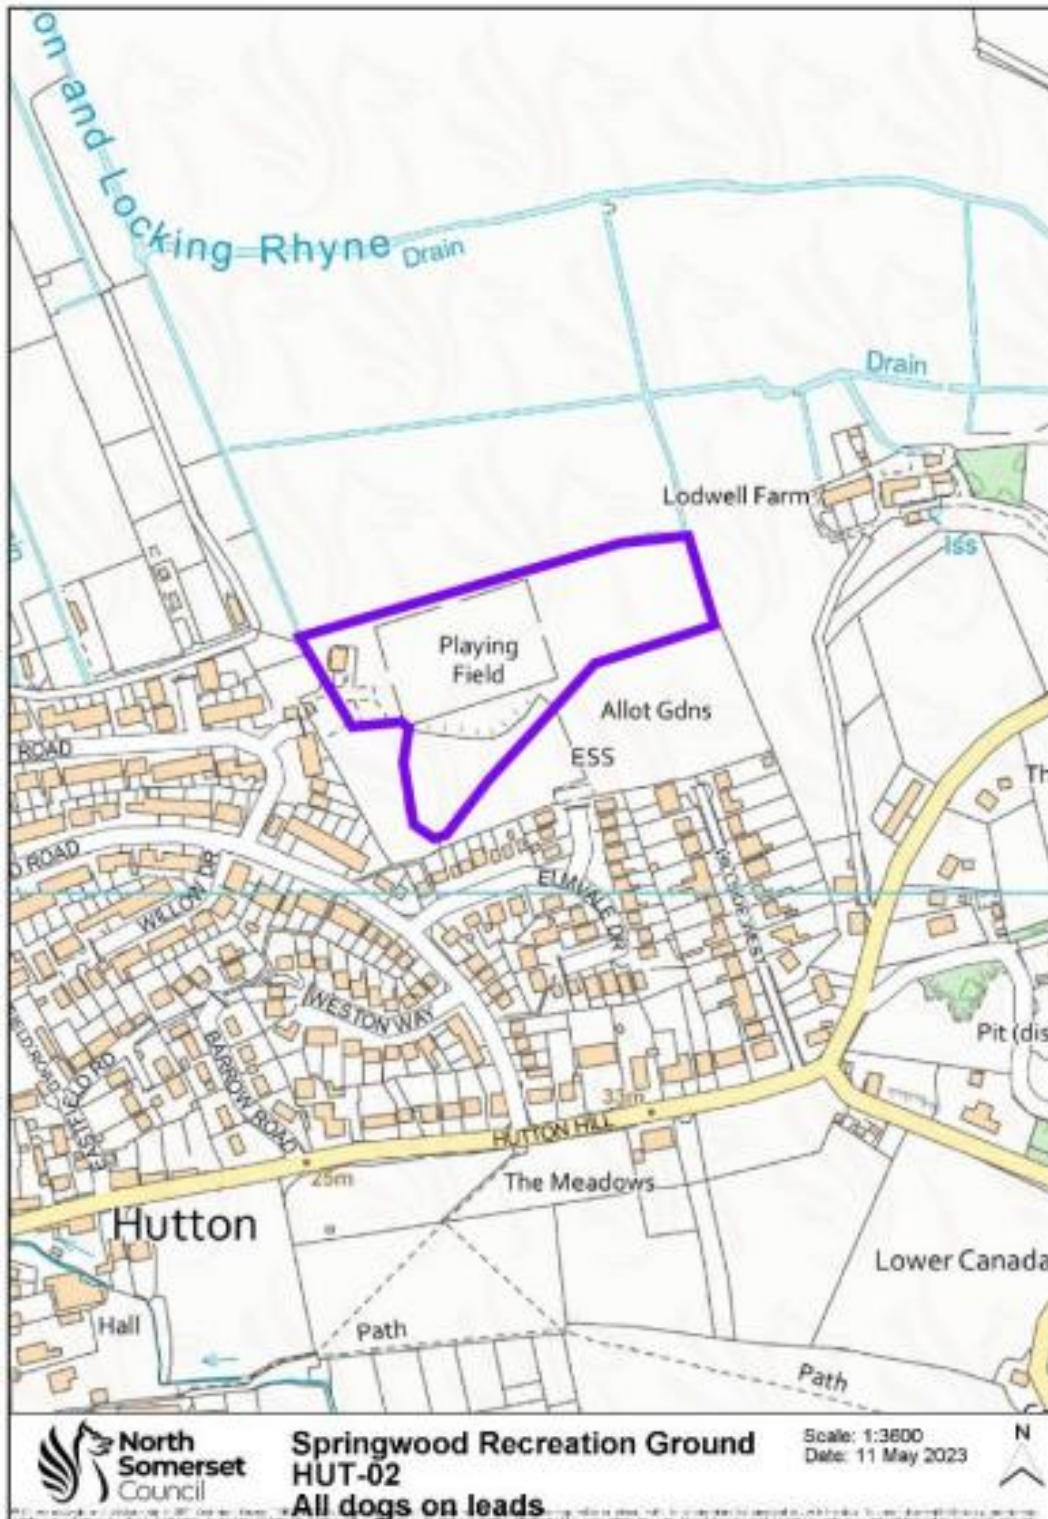 on and Locking Rhyne
Drain
Drain
Lodwell Farm
Iss
Playing
Field
Allot Gdns
ESS
ROAD
ROAD
WILLOW DR
ELMVALE DR
WESTON WAY
BARROW ROAD
EASTFIELD RD
Pit (dis
33m
HUTTON HILL
25m
The Meadows
Hutton
Lower Canada
Hall
Path
Path
North
Somerset
Council
Springwood Recreation Ground
HUT-02
All dogs on leads
Scale: 1:3600
Date: 11 May 2023
N